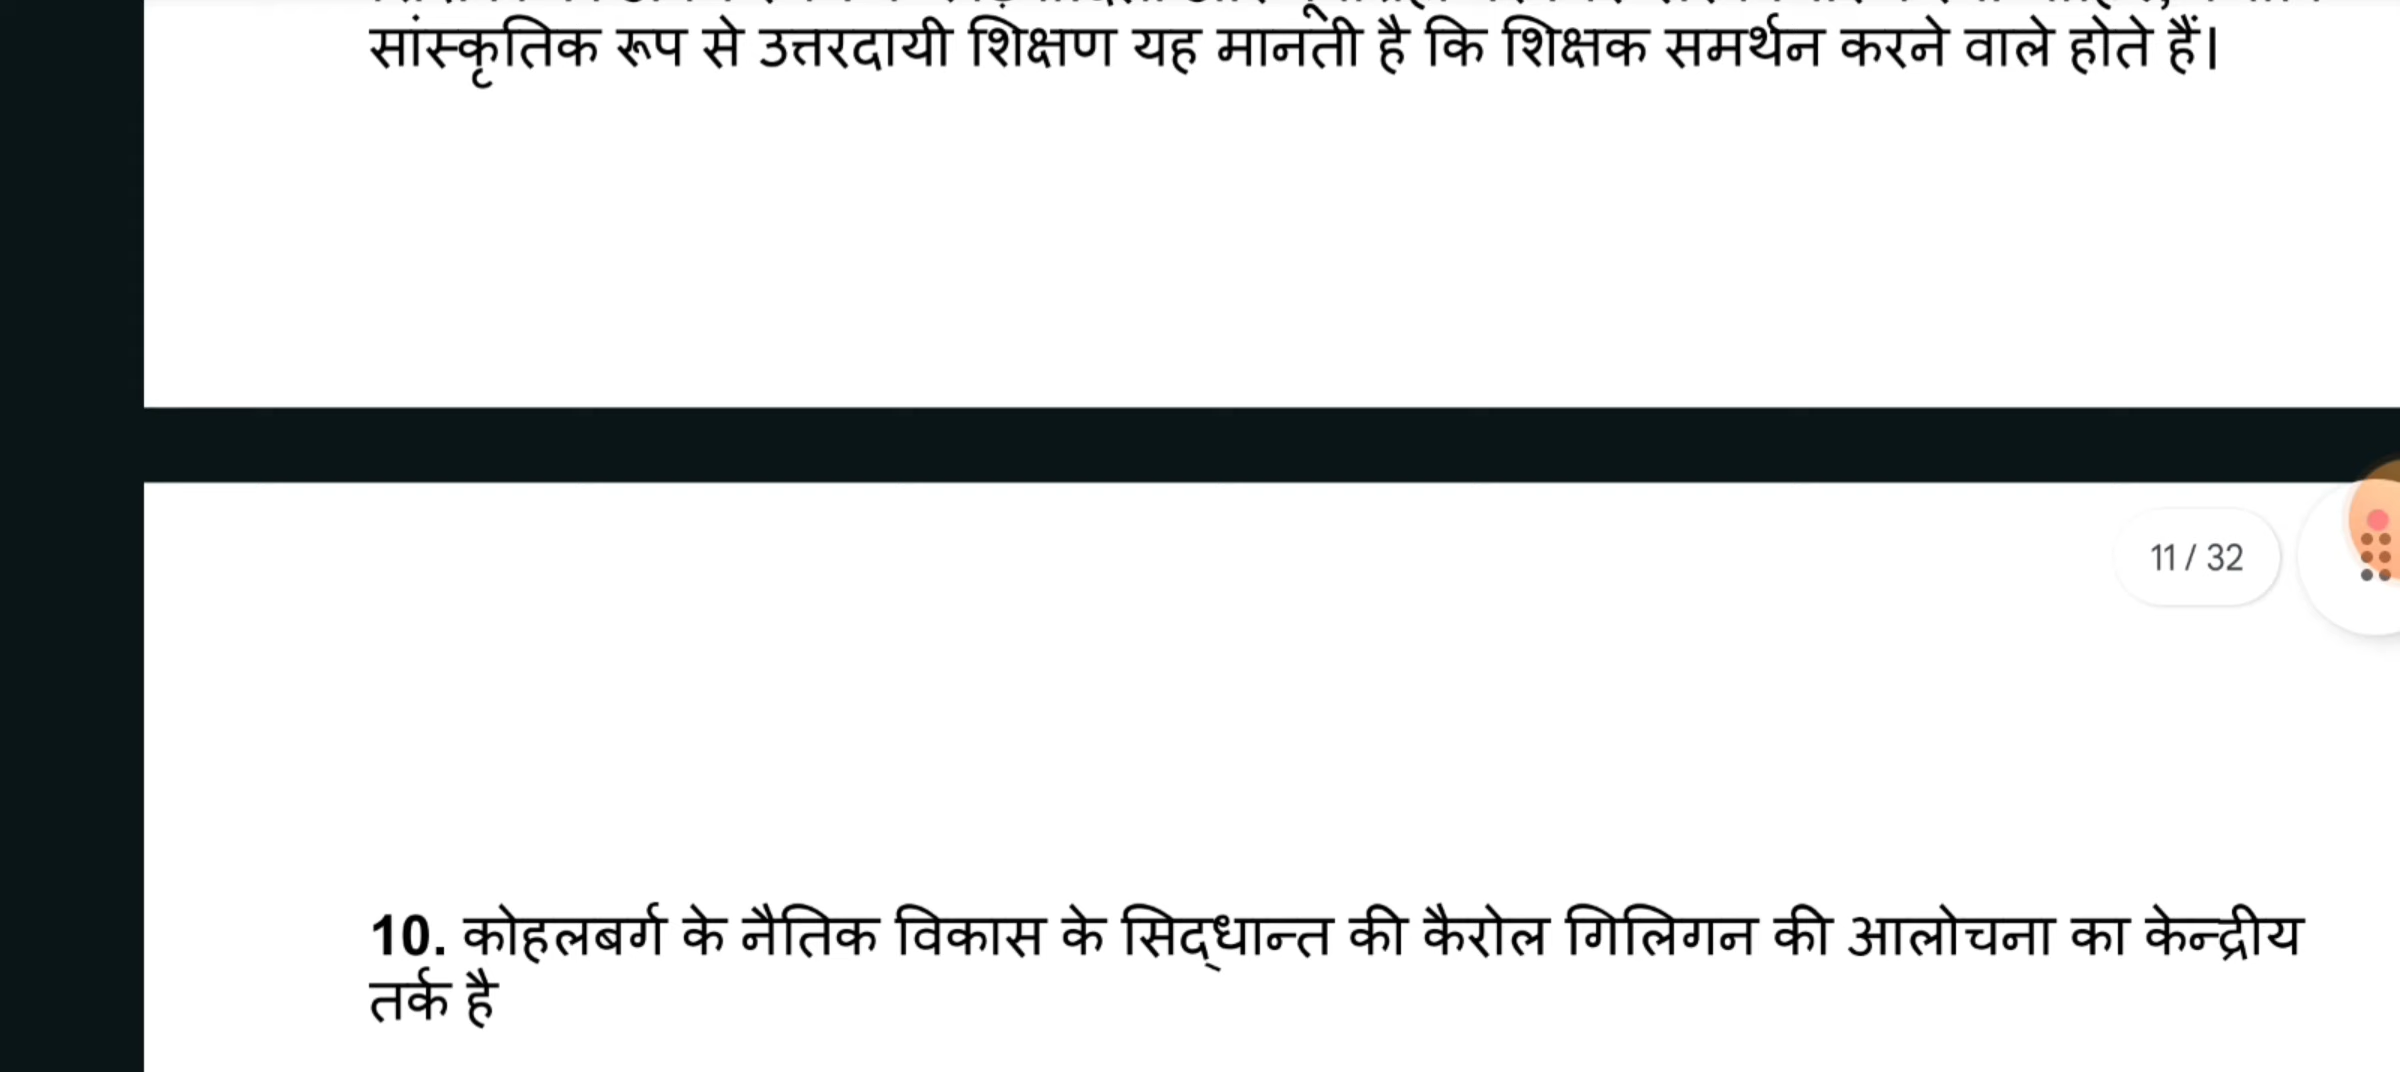 सांस्कृतिक रूप से उत्तरदायी शिक्षण यह मानती है कि शिक्षक समर्थन करने वाले होते हैं।
11 / 32
10. कोहलबर्ग के नैतिक विकास के सिद्धान्त की कैरोल गिलिगन की आलोचना का केन्द्रीय
तर्क है